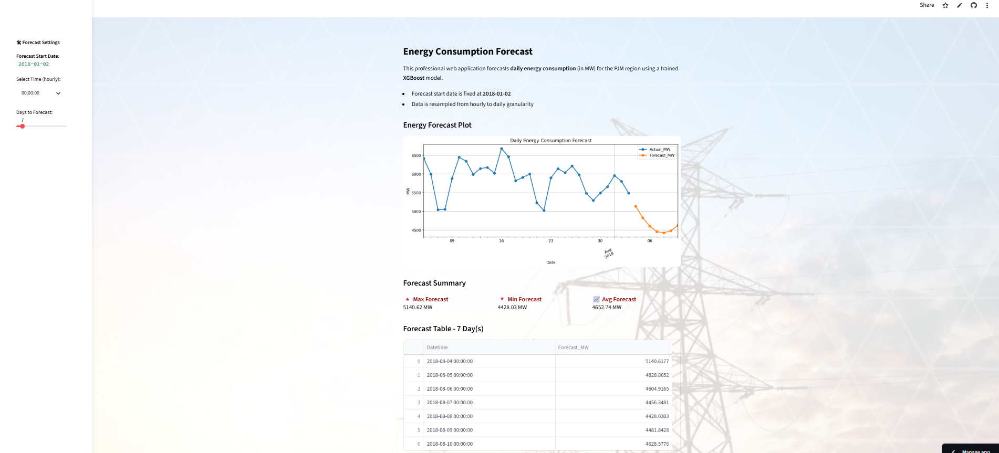 Share
🛠 Forecast Settings
Forecast Start Date:
2018-01-02
Select Time (hourly):
00:00:00
Days to Forecast:
7
Energy Consumption Forecast
This professional web application forecasts daily energy consumption (in MW) for the PJM region using a trained
XGBoost model.
• Forecast start date is fixed at 2018-01-02
• Data is resampled from hourly to daily granularity
Energy Forecast Plot
Daily Energy Consumption Forecast
Actual_MW
Forecast_MW
MW
6500
6000
5500
5000
4500
09 16 23 30 06
Aug
2018
Date
Forecast Summary
🔺 Max Forecast 🔻 Min Forecast 📈 Avg Forecast
5140.62 MW 4428.03 MW 4652.74 MW
Forecast Table - 7 Day(s)
Datetime Forecast_MW
0 2018-08-04 00:00:00 5140.6177
1 2018-08-05 00:00:00 4828.8652
2 2018-08-06 00:00:00 4604.9165
3 2018-08-07 00:00:00 4456.3481
4 2018-08-08 00:00:00 4428.0303
5 2018-08-09 00:00:00 4481.8428
6 2018-08-10 00:00:00 4628.5776
Manage app